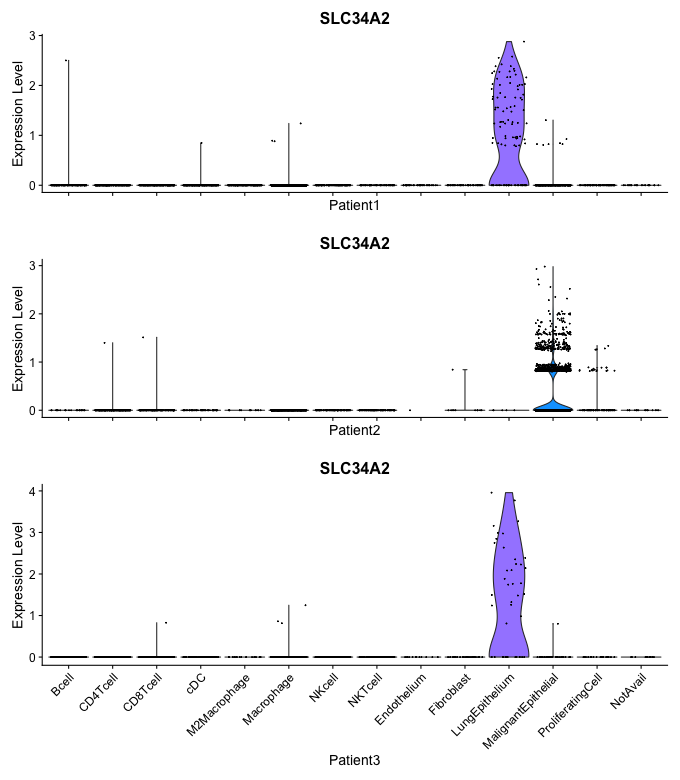 SLC34A2
Expression Level
3
2
1
0
Patient1
SLC34A2
Expression Level
3
2
1
0
Patient2
SLC34A2
Expression Level
4
3
2
1
0
Bcell
CD4Tcell
CD8Tcell
cDC
M2Macrophage
Macrophage
NKcell
NKTcell
Endothelium
Fibroblast
LungEpithelium
MalignantEpithelial
ProliferatingCell
NotAvail
Patient3